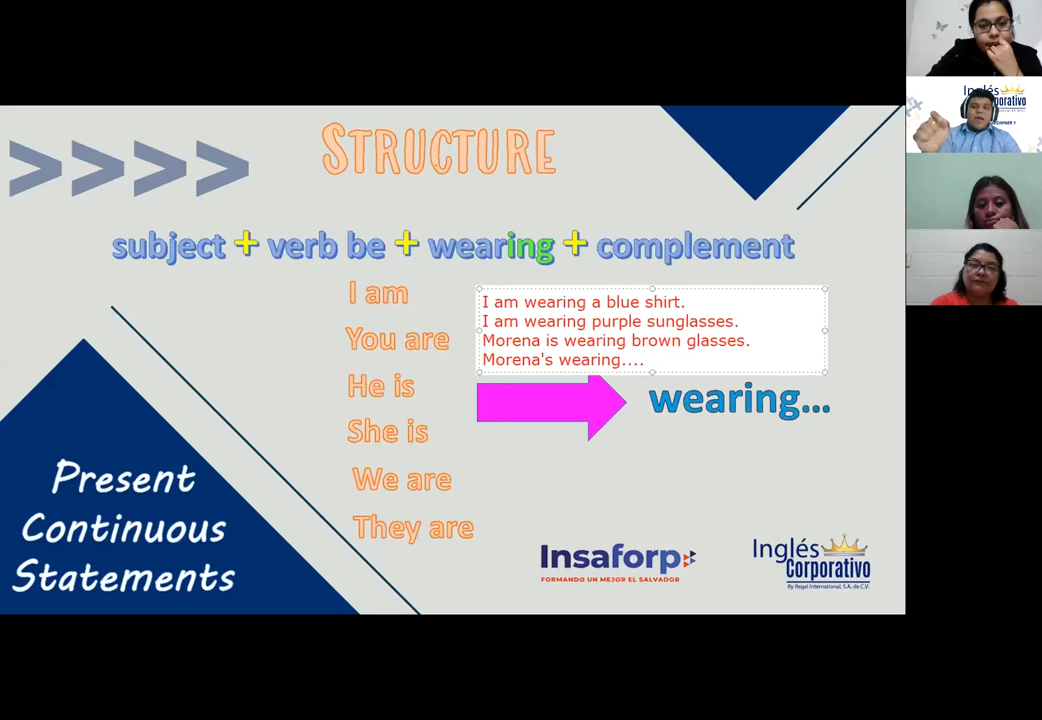 STRUCTURE
subject + verb be + wearing + complement
I am
You are
He is
She is
We are
They are
I am wearing a blue shirt.
I am wearing purple sunglasses.
Morena is wearing brown glasses.
Morena's wearing....
wearing...
Present
Continuous
Statements
Insaforp
FORMANDO UN MEJOR EL SALVADOR
Inglés
Corporativo
By Regal International, S.A. de C.V.
Inglés